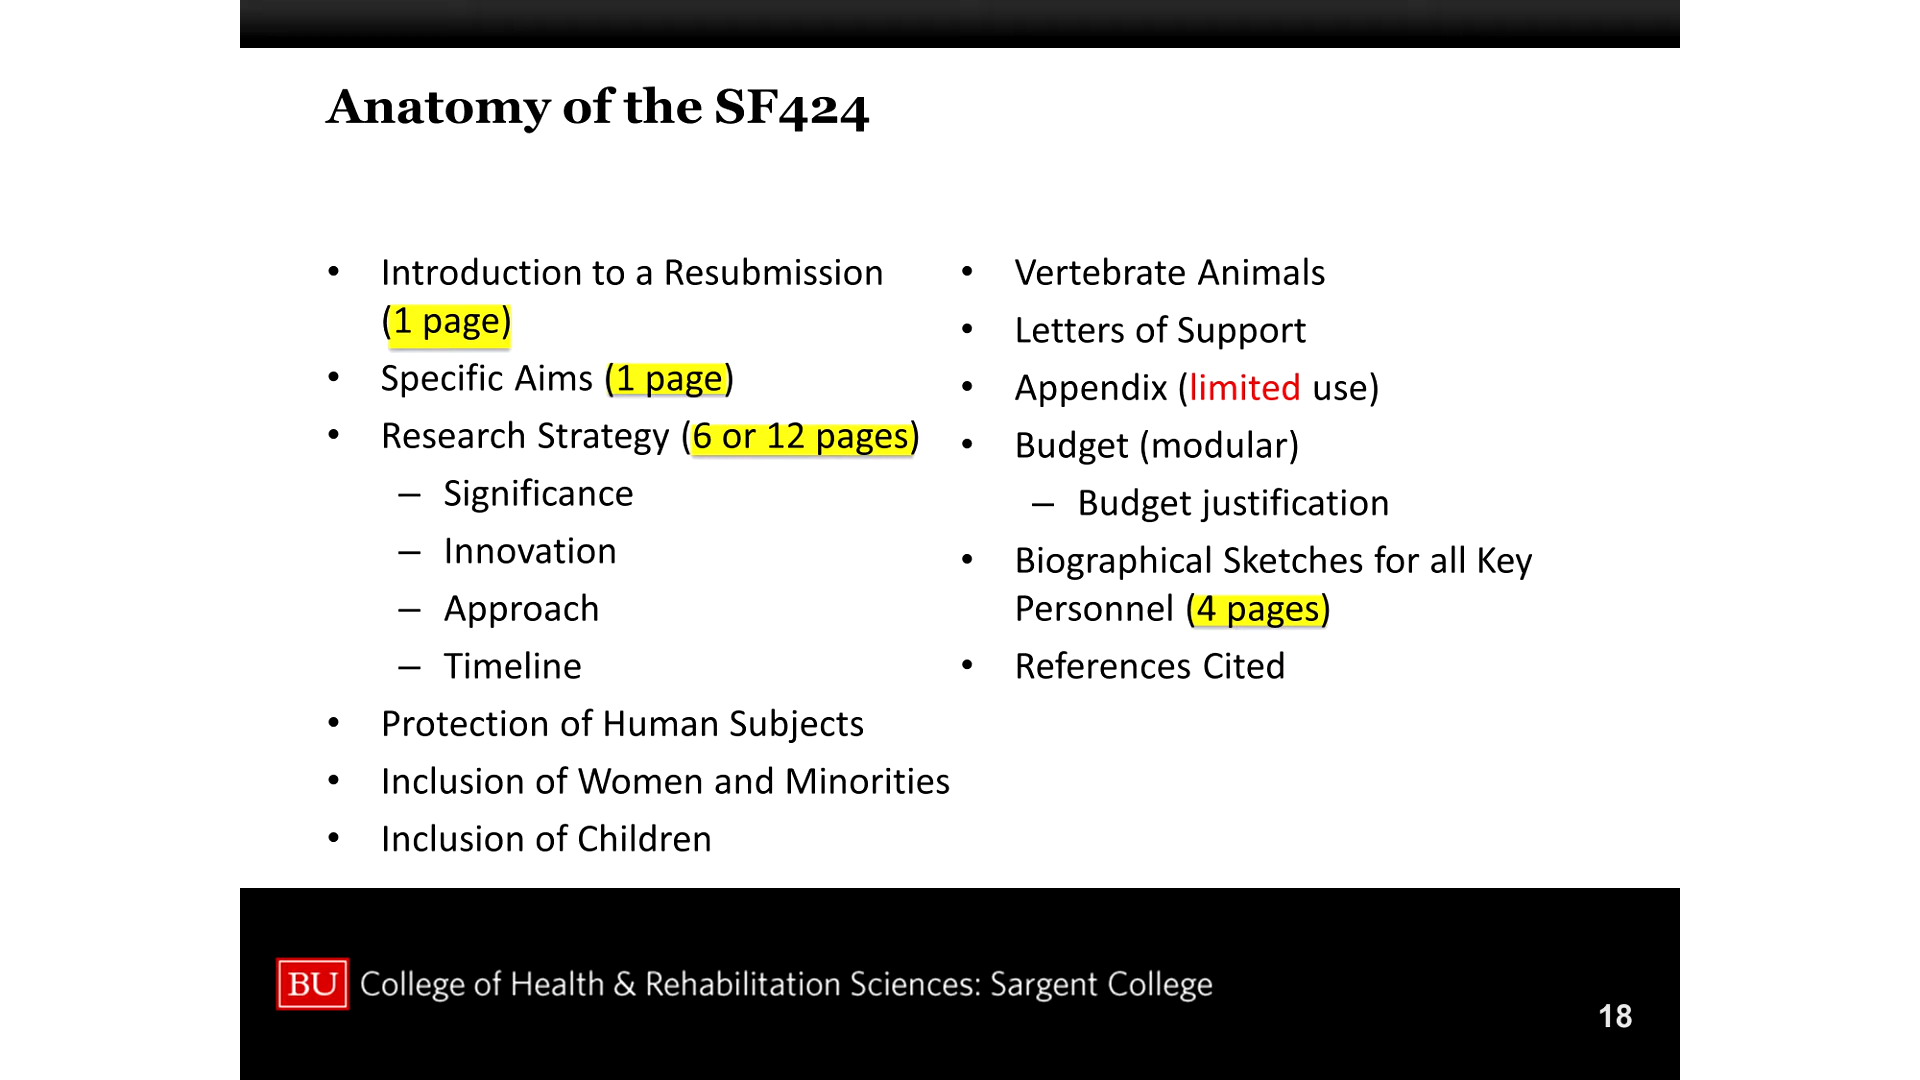 Anatomy of the SF424
• Introduction to a Resubmission
(1 page)
• Specific Aims (1 page)
• Research Strategy (6 or 12 pages)
– Significance
– Innovation
– Approach
– Timeline
• Protection of Human Subjects
• Inclusion of Women and Minorities
• Inclusion of Children
• Vertebrate Animals
• Letters of Support
• Appendix (limited use)
• Budget (modular)
– Budget justification
• Biographical Sketches for all Key
Personnel (4 pages)
• References Cited
BU College of Health & Rehabilitation Sciences: Sargent College
18